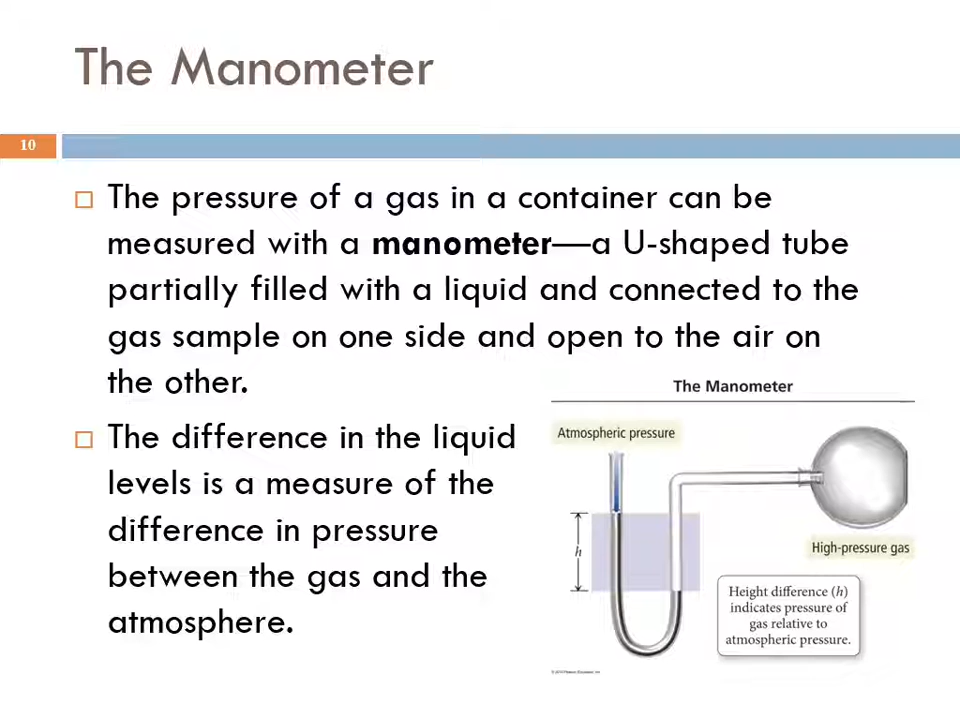 The Manometer
10
The pressure of a gas in a container can be
measured with a manometer—a U-shaped tube
partially filled with a liquid and connected to the
gas sample on one side and open to the air on
the other.
The difference in the liquid
levels is a measure of the
difference in pressure
between the gas and the
atmosphere.
The Manometer
Atmospheric pressure
h
High-pressure gas
Height difference (h)
indicates pressure of
gas relative to
atmospheric pressure.